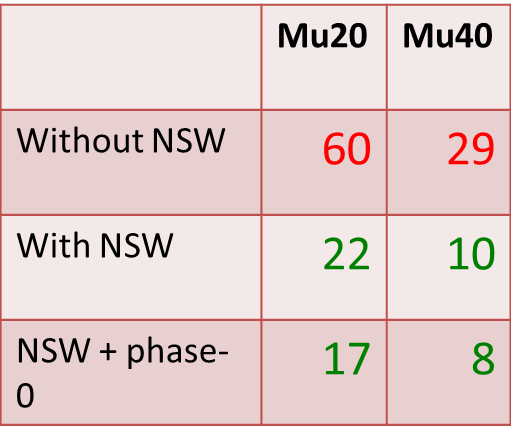 Mu20 Mu40
Without NSW 60 29
With NSW 22 10
NSW + phase- 17 8
0